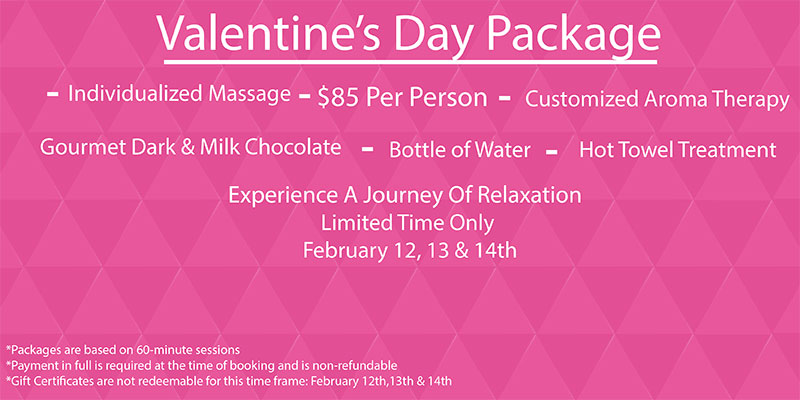 Valentine's Day Package
- Individualized Massage - $85 Per Person - Customized Aroma Therapy
Gourmet Dark & Milk Chocolate - Bottle of Water - Hot Towel Treatment
Experience A Journey Of Relaxation
Limited Time Only
February 12, 13 & 14th
*Packages are based on 60-minute sessions
*Payment in full is required at the time of booking and is non-refundable
*Gift Certificates are not redeemable for this time frame: February 12th,13th & 14th